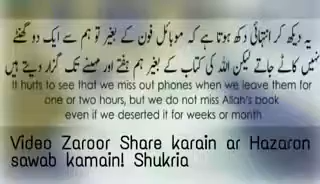 یہ دیکھ کر انتہائی دکھ ہوتا ہے کہ موبائل فون کے بغیر تو ہم سے ایک دو گھنٹے
نہیں کاٹے جاتے لیکن اللہ کی کتاب کے بغیر ہم ہفتے اور مہینے تک گزار دیتے ہیں
It hurts to see that we miss out phones when we leave them for
one or two hours, but we do not miss Allah's book
even if we deserted it for weeks or month
Video Zaroor Share karain ar Hazaron
sawab kamain! Shukria